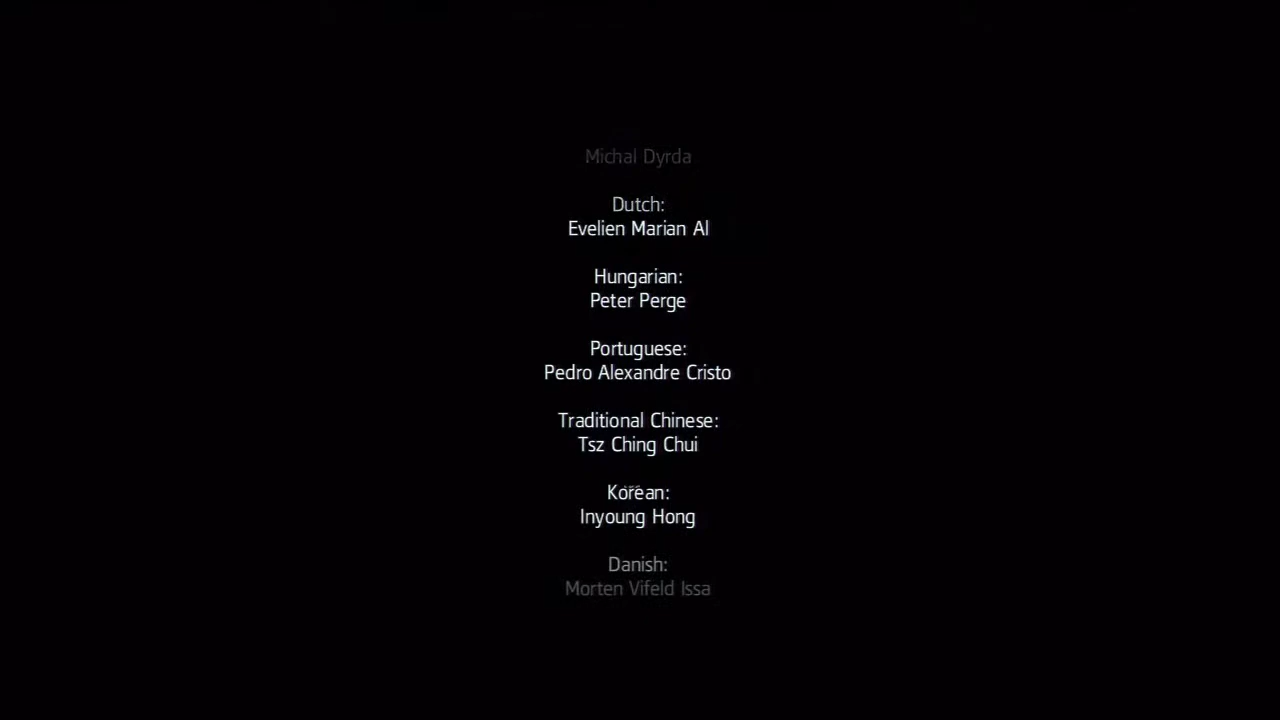 Michal Dyrda
Dutch:
Evelien Marian Al
Hungarian:
Peter Perge
Portuguese:
Pedro Alexandre Cristo
Traditional Chinese:
Tsz Ching Chui
Korean:
Inyoung Hong
Danish:
Morten Vifeld Issa